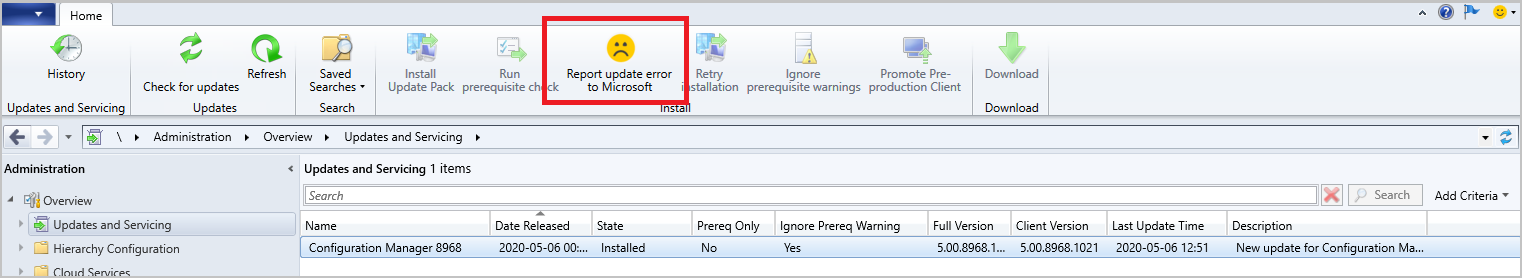 Home
History
Check for updates
Refresh
Saved
Searches
Install
Update Pack
Run
prerequisite check
Report update error
to Microsoft
Retry
installation
Ignore
prerequisite warnings
Promote Pre-
production Client
Download
Updates and Servicing
Updates
Search
Install
Download
\ Administration Overview Updates and Servicing
Administration
Overview
Updates and Servicing
Hierarchy Configuration
Cloud Services
Updates and Servicing 1 items
Search
Search
Add Criteria
Name Date Released State Prereq Only Ignore Prereq Warning Full Version Client Version Last Update Time Description
Configuration Manager 8968 2020-05-06 00:... Installed No Yes 5.00.8968.1... 5.00.8968.1021 2020-05-06 12:51 New update for Configuration Ma...